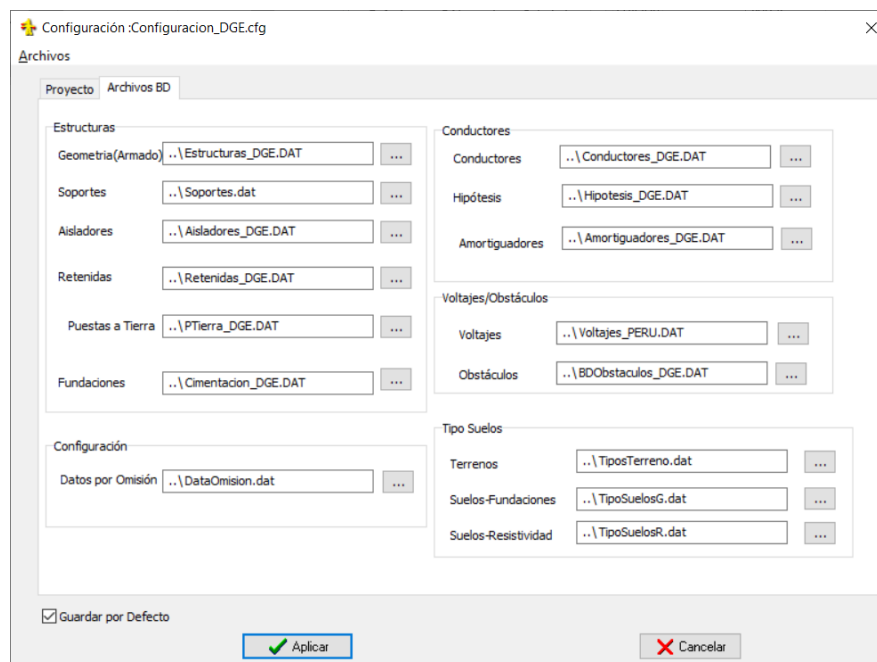 Configuración :Configuracion_DGE.cfg
Archivos
Proyecto
Archivos BD
Estructuras
Geometria(Armado) ..\Estructuras_DGE.DAT ...
Soportes ..\Soportes.dat ...
Aisladores ..\Aisladores_DGE.DAT ...
Retenidas ..\Retenidas_DGE.DAT ...
Puestas a Tierra ..\PTierra_DGE.DAT ...
Fundaciones ..\Cimentacion_DGE.DAT ...
Configuración
Datos por Omisión ..\DataOmision.dat ...
Conductores
Conductores ..\Conductores_DGE.DAT ...
Hipótesis ..\Hipotesis_DGE.DAT ...
Amortiguadores ..\Amortiguadores_DGE.DAT ...
Voltajes/Obstáculos
Voltajes ..\Voltajes_PERU.DAT ...
Obstáculos ..\BDObstaculos_DGE.DAT ...
Tipo Suelos
Terrenos ..\TiposTerreno.dat ...
Suelos-Fundaciones ..\TipoSuelosG.dat ...
Suelos-Resistividad ..\TipoSuelosR.dat ...
Guardar por Defecto
Aplicar
Cancelar